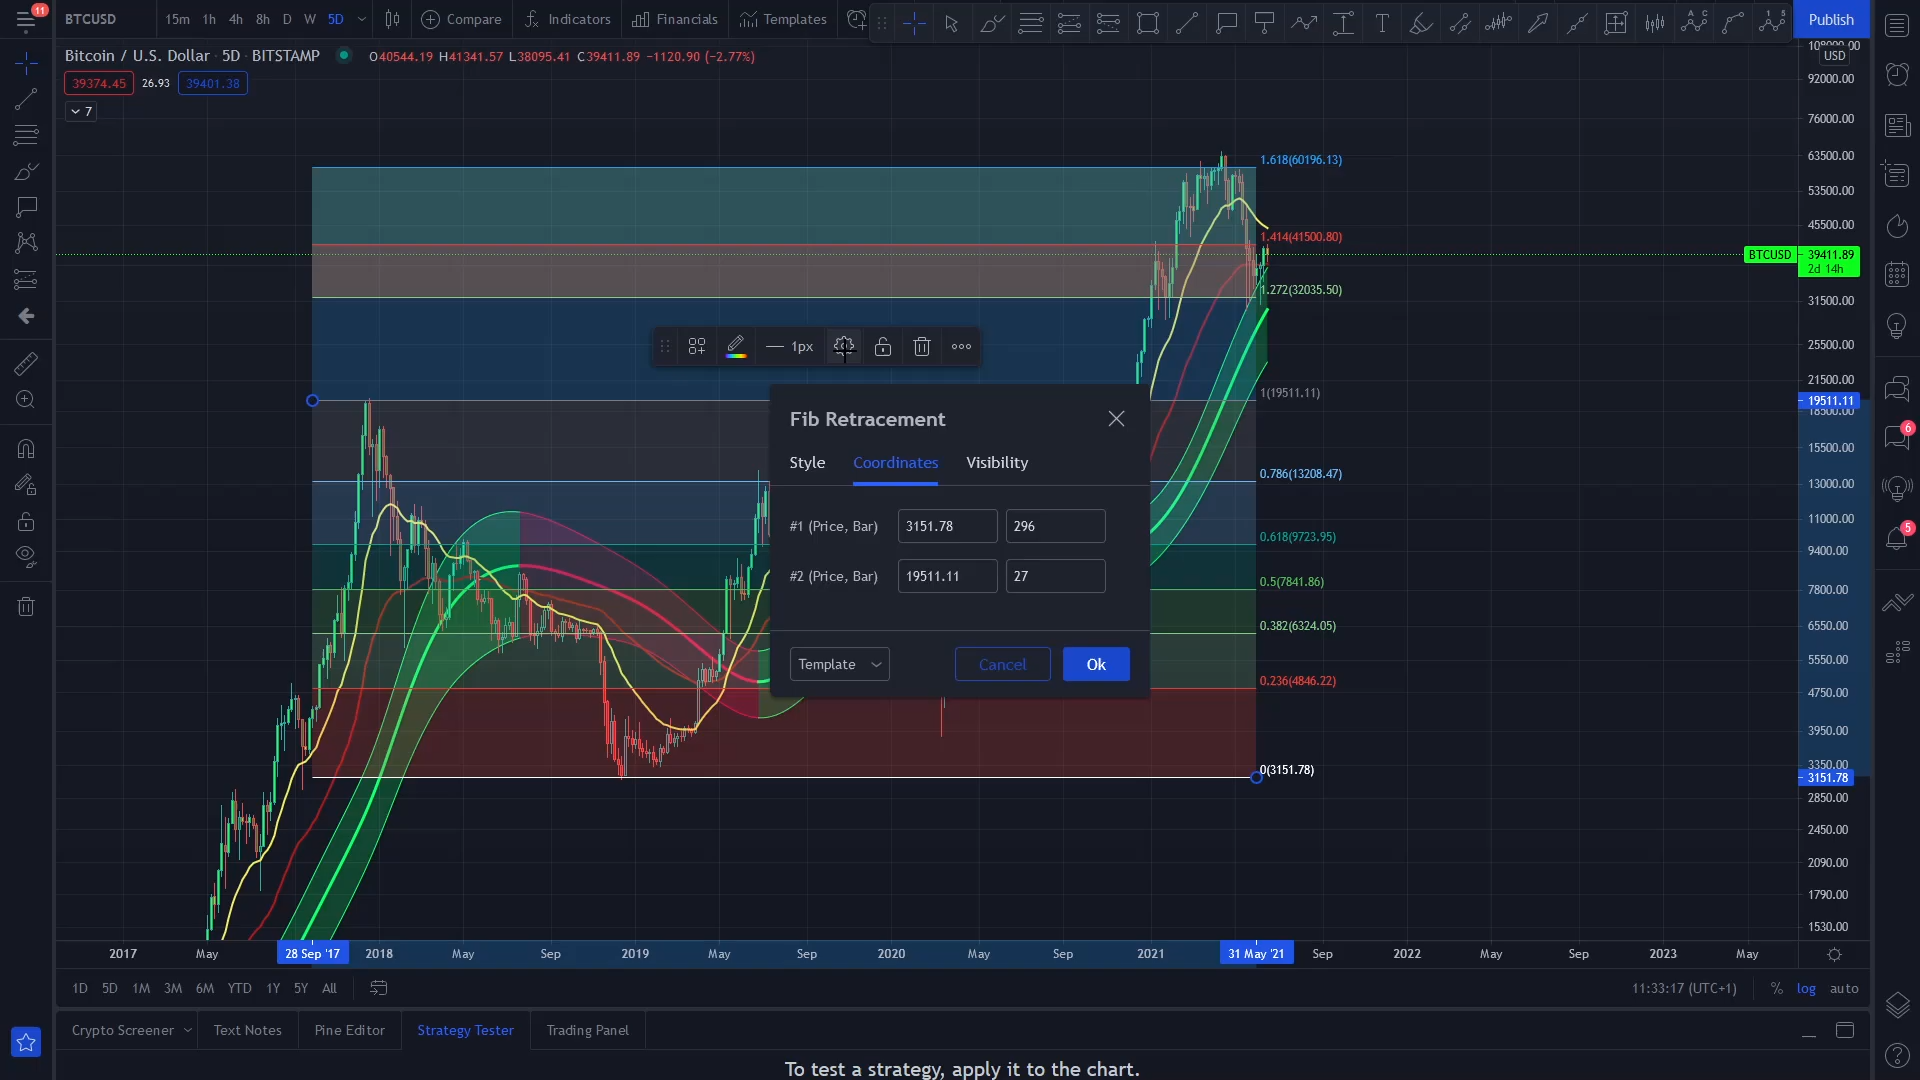 11
BTCUSD 15m 1h 4h 8h D W 5D Compare Indicators Financials Templates Publish
Bitcoin / U.S. Dollar · 5D · BITSTAMP O40544.19 H41341.57 L38095.41 C39411.89 −1120.90 (−2.77%)
39374.45 26.93 39401.38
7
108000.00
USD
92000.00
76000.00
63500.00
53500.00
45500.00
BTCUSD 39411.89
2d 14h
31500.00
25500.00
21500.00
19511.11
18500.00
15500.00
13000.00
11000.00
9400.00
7800.00
6550.00
5550.00
4750.00
3950.00
3350.00
3151.78
2850.00
2450.00
2090.00
1790.00
1530.00
1.618(60196.13)
1.414(41500.80)
1.272(32035.50)
1(19511.11)
0.786(13208.47)
0.618(9723.95)
0.5(7841.86)
0.382(6324.05)
0.236(4846.22)
0(3151.78)
1px
Fib Retracement
Style Coordinates Visibility
#1 (Price, Bar) 3151.78 296
#2 (Price, Bar) 19511.11 27
Template Cancel Ok
6
5
2017 May 28 Sep '17 2018 May Sep 2019 May Sep 2020 May Sep 2021 31 May '21 Sep 2022 May Sep 2023 May
1D 5D 1M 3M 6M YTD 1Y 5Y All 11:33:17 (UTC+1) % log auto
Crypto Screener Text Notes Pine Editor Strategy Tester Trading Panel
To test a strategy, apply it to the chart.